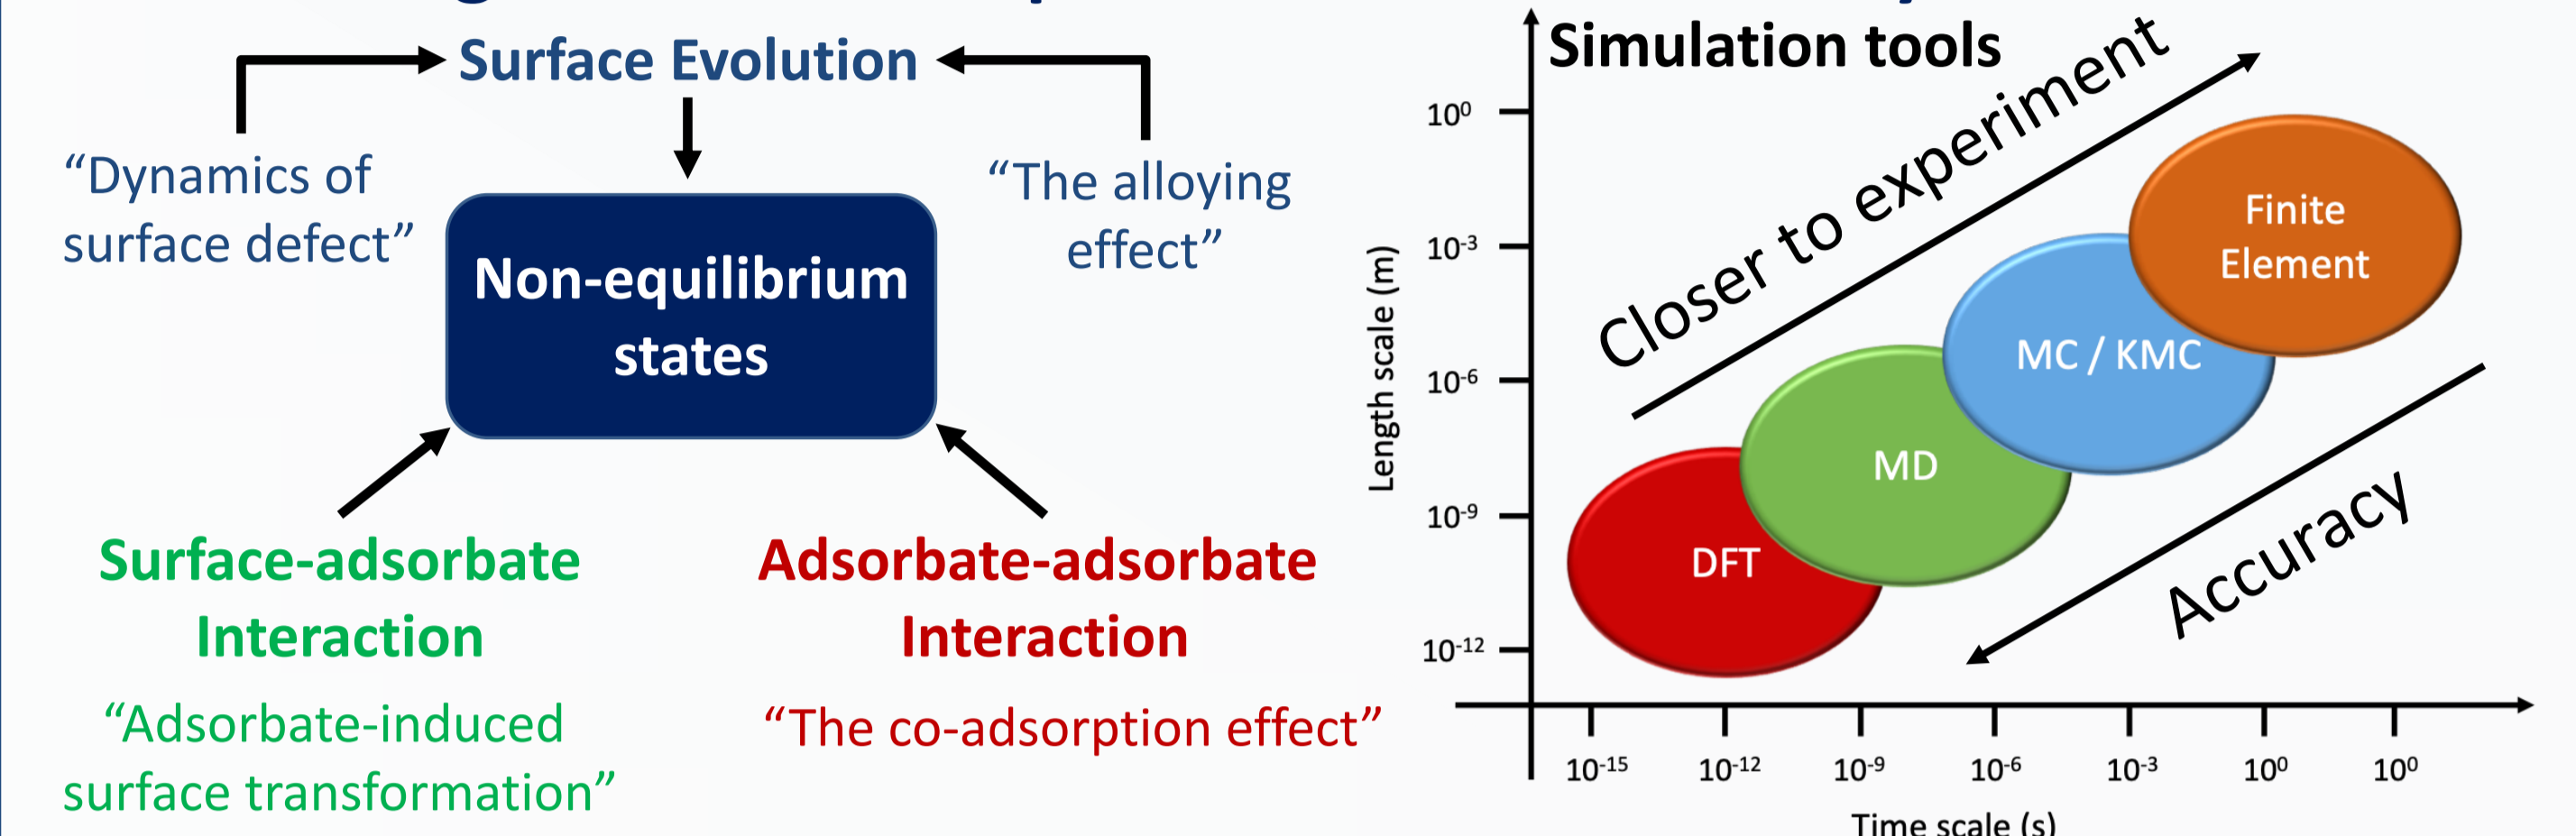 Surface Evolution
“Dynamics of
surface defect”
“The alloying
effect”
Non-equilibrium
states
Surface-adsorbate
Interaction
“Adsorbate-induced
surface transformation”
Adsorbate-adsorbate
Interaction
“The co-adsorption effect”
Simulation tools
Closer to experiment
Length scale (m)
10⁰
10⁻³
10⁻⁶
10⁻⁹
10⁻¹²
Finite
Element
MC / KMC
MD
DFT
Accuracy
10⁻¹⁵
10⁻¹²
10⁻⁹
10⁻⁶
10⁻³
10⁰
10⁰
Time scale (s)